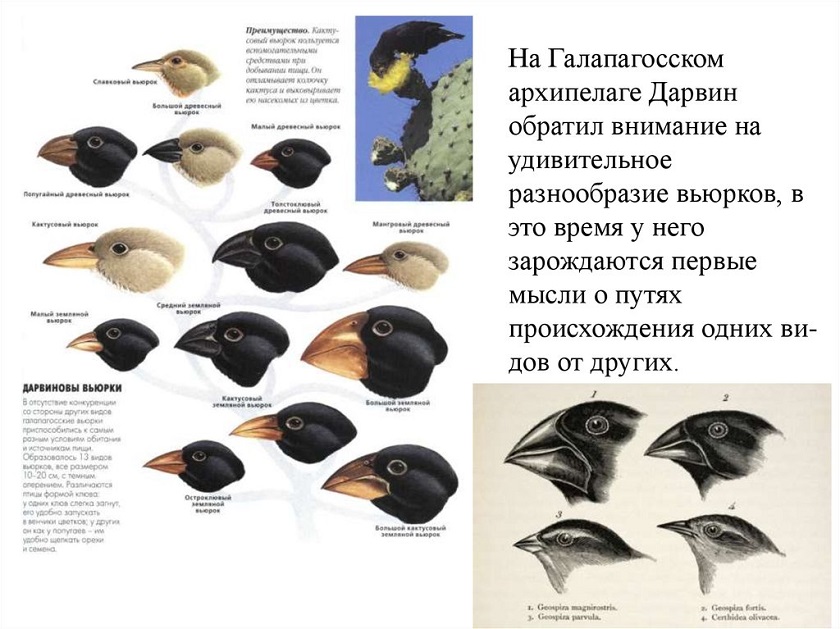 Преимущество. Какту-
совый вьюрок пользуется
вспомогательными
средствами при
добывании пищи. Он
отламывает колючку
кактуса и выковыривает
ею насекомых из цветка.
Славковый вьюрок
Большой древесный
вьюрок
Малый древесный вьюрок
Попугайный древесный вьюрок
Толстоклювый
древесный вьюрок
Кактусовый вьюрок
Мангровый древесный
вьюрок
Малый земляной
вьюрок
Средний земляной
вьюрок
Кактусовый
земляной вьюрок
Большой земляной
вьюрок
Остроклювый
земляной
вьюрок
Большой кактусовый
земляной вьюрок
ДАРВИНОВЫ ВЬЮРКИ
В отсутствие конкуренции
со стороны других видов
галапагосские вьюрки
приспособились к самым
разным условиям обитания
и источникам пищи.
Образовалось 13 видов
вьюрков, все размером
10–20 см, с темным
оперением. Различаются
птицы формой клюва:
у одних клюв слегка загнут,
его удобно запускать
в венчики цветков; у других
он как у попугаев – им
удобно щелкать орехи
и семена.
На Галапагосском
архипелаге Дарвин
обратил внимание на
удивительное
разнообразие вьюрков, в
это время у него
зарождаются первые
мысли о путях
происхождения одних ви-
дов от других.
1
2
3
4
1. Geospiza magnirostris.
2. Geospiza fortis.
3. Geospiza parvula.
4. Certhidea olivacea.